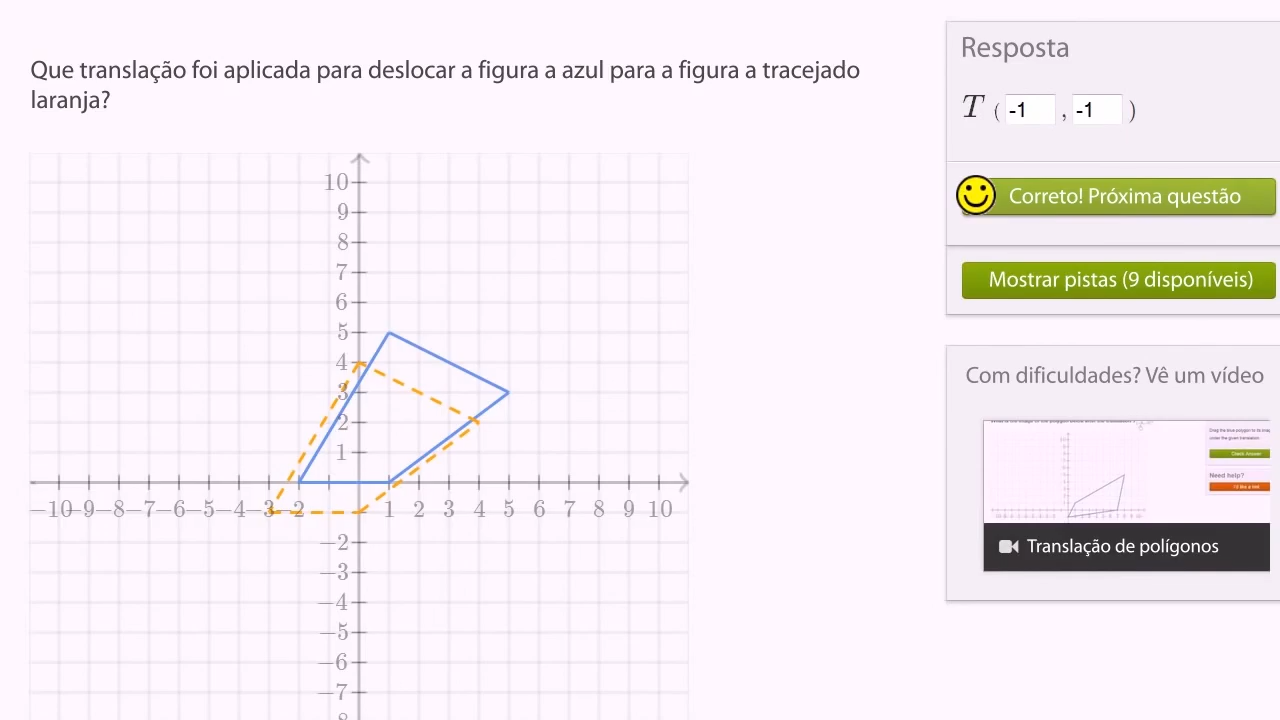 Que translação foi aplicada para deslocar a figura a azul para a figura a tracejado
laranja?
10
9
8
7
6
5
4
3
2
1
−10 −9 −8 −7 −6 −5 −4 −3 −2 1 2 3 4 5 6 7 8 9 10
−2
−3
−4
−5
−6
−7
Resposta
T ( -1 , -1 )
Correto! Próxima questão
Mostrar pistas (9 disponíveis)
Com dificuldades? Vê um vídeo
Need help?
Translação de polígonos